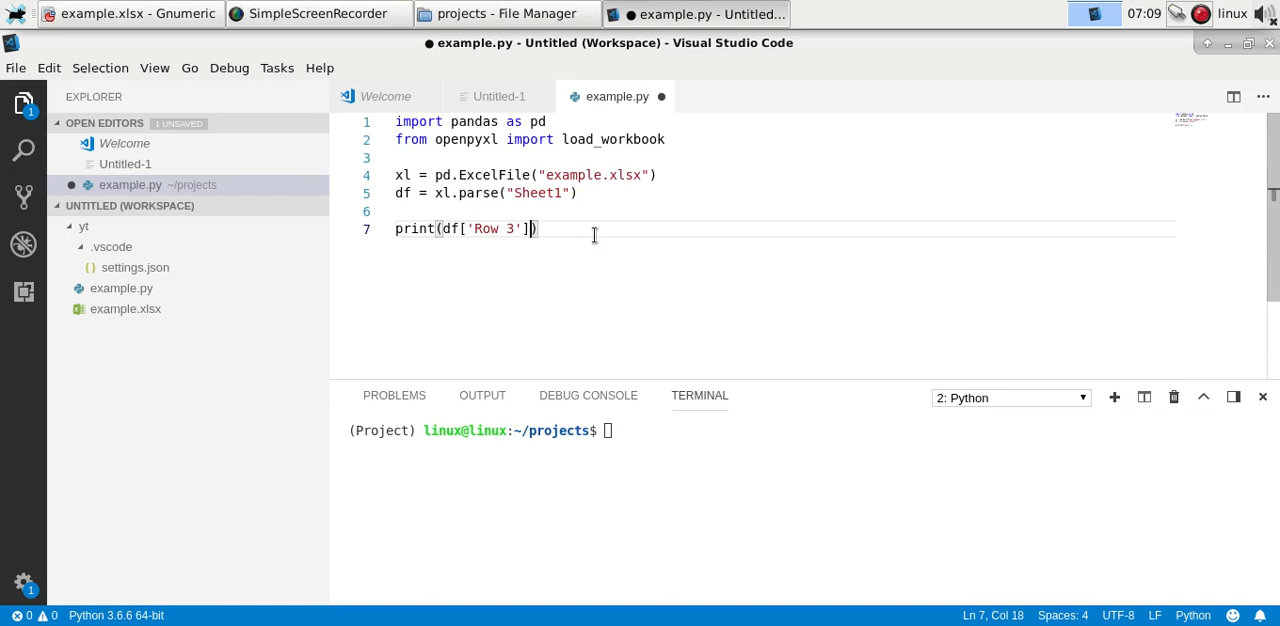 example.xlsx - Gnumeric
SimpleScreenRecorder
projects - File Manager
● example.py - Untitled...
07:09
linux
● example.py - Untitled (Workspace) - Visual Studio Code
File Edit Selection View Go Debug Tasks Help
EXPLORER
OPEN EDITORS 1 UNSAVED
Welcome
Untitled-1
example.py ~/projects
UNTITLED (WORKSPACE)
yt
.vscode
{ } settings.json
example.py
example.xlsx
1
1
Welcome
Untitled-1
example.py ●
1 import pandas as pd
2 from openpyxl import load_workbook
3
4 xl = pd.ExcelFile("example.xlsx")
5 df = xl.parse("Sheet1")
6
7 print(df['Row 3'])
PROBLEMS OUTPUT DEBUG CONSOLE TERMINAL
2: Python
(Project) linux@linux:~/projects$
0 0 Python 3.6.6 64-bit
Ln 7, Col 18 Spaces: 4 UTF-8 LF Python